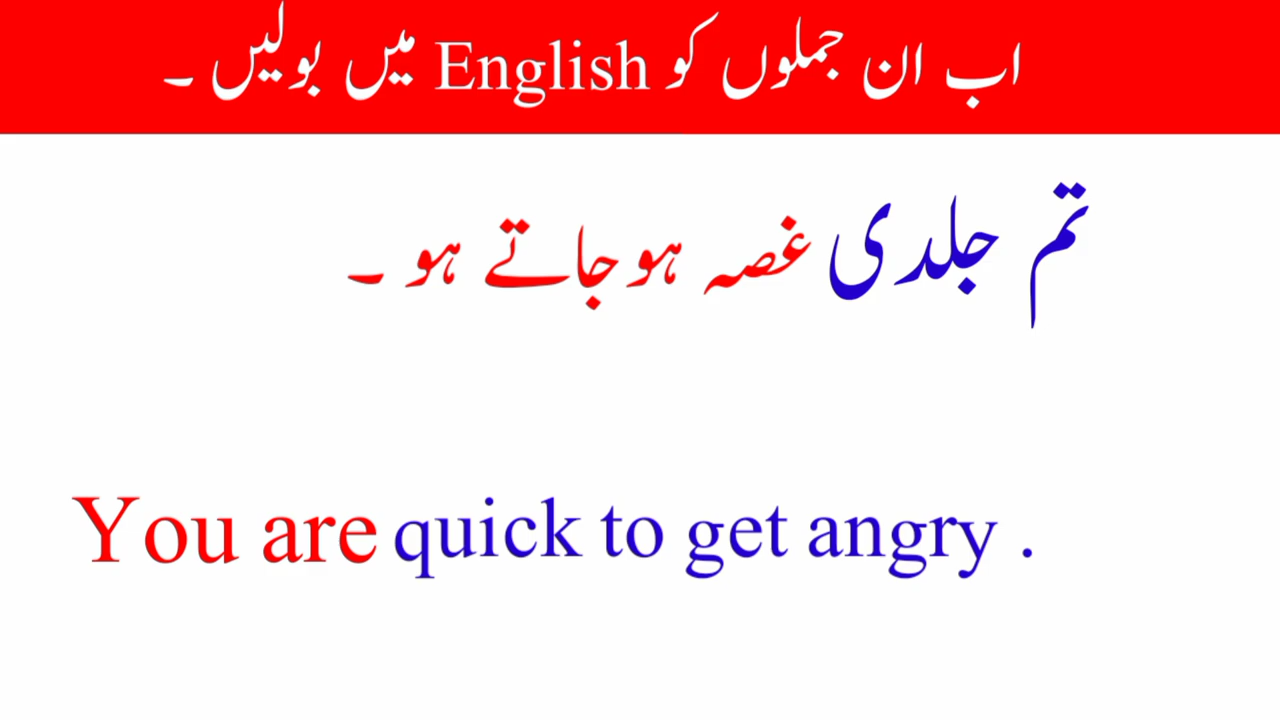 اب ان جملوں کو English میں بولیں ۔
تم جلدی غصہ ہو جاتے ہو ۔
You are quick to get angry .